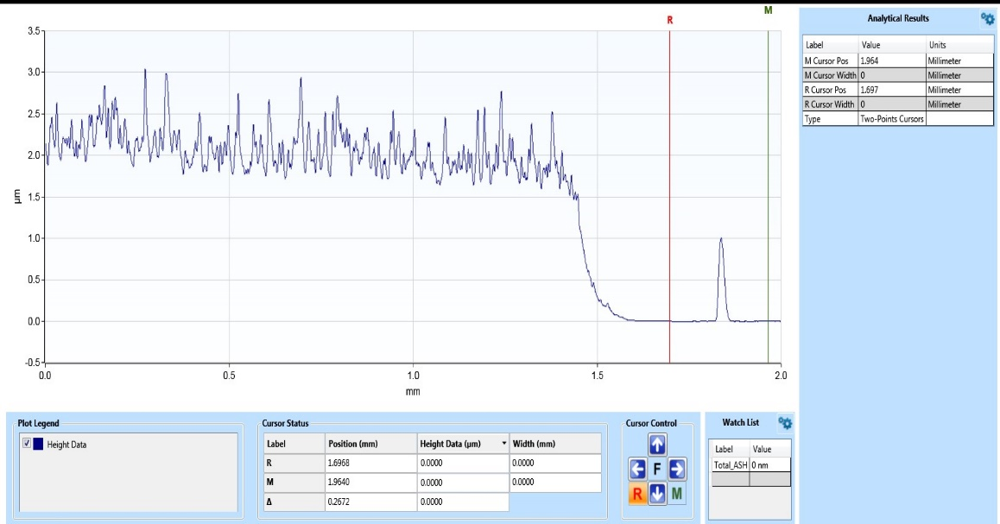 R
M
3.5
3.0
2.5
2.0
1.5
1.0
0.5
0.0
-0.5
µm
0.0 0.5 1.0 1.5 2.0
mm
Analytical Results
Label Value Units
M Cursor Pos 1.964 Millimeter
M Cursor Width 0 Millimeter
R Cursor Pos 1.697 Millimeter
R Cursor Width 0 Millimeter
Type Two-Points Cursors
Plot Legend
Height Data
Cursor Status
Label Position (mm) Height Data (µm) Width (mm)
R 1.6968 0.0000 0.0000
M 1.9640 0.0000 0.0000
Δ 0.2672 0.0000
Cursor Control
F
R M
Watch List
Label Value
Total_ASH 0 nm